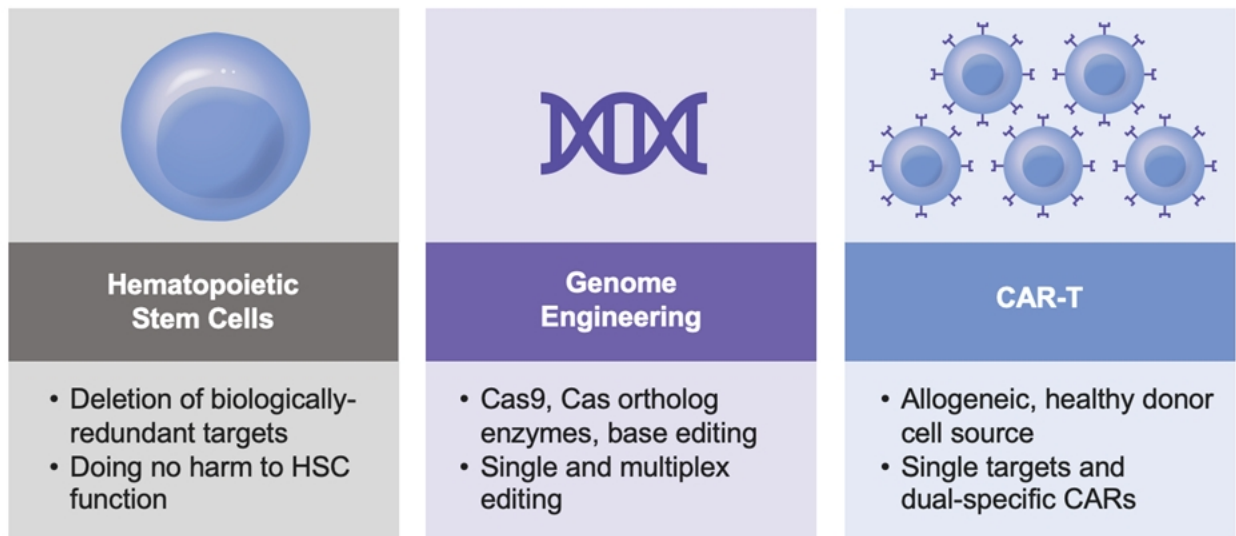 Hematopoietic
Stem Cells
• Deletion of biologically-
redundant targets
• Doing no harm to HSC
function
Genome
Engineering
• Cas9, Cas ortholog
enzymes, base editing
• Single and multiplex
editing
CAR-T
• Allogeneic, healthy donor
cell source
• Single targets and
dual-specific CARs